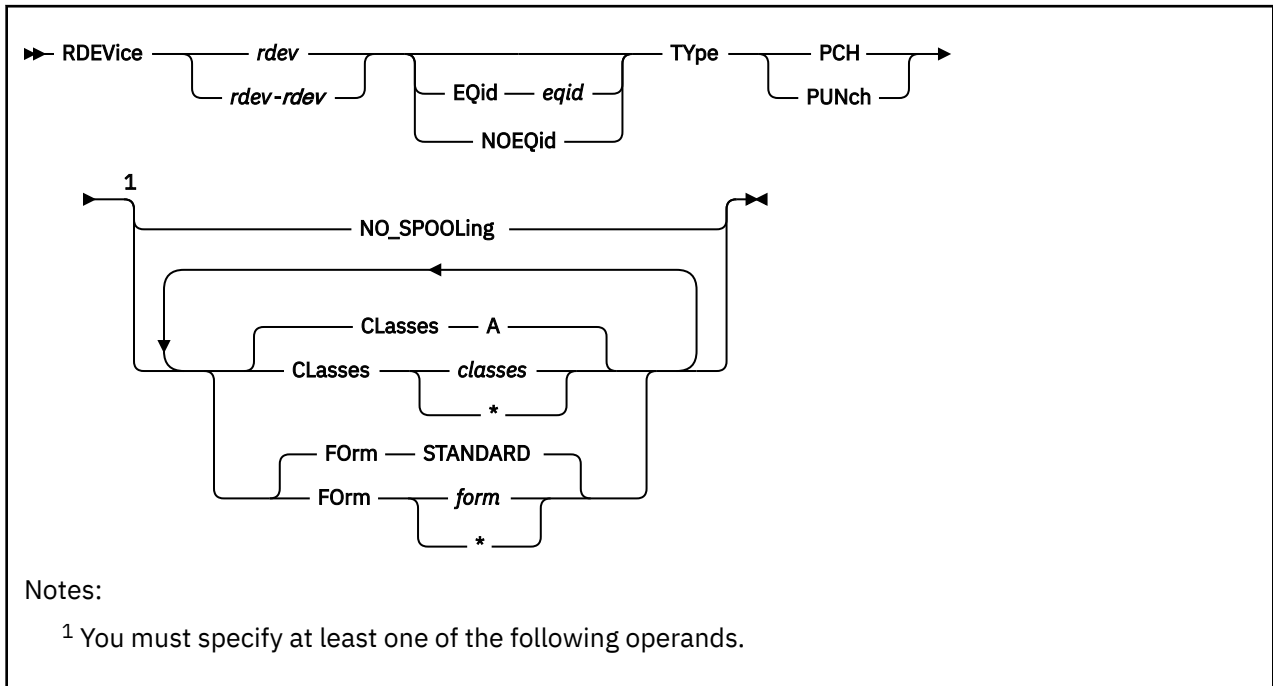 RDEVice rdev TYpe PCH
rdev-rdev EQid eqid PUNch
NOEQid
1
NO_SPOOLing
CLasses A
CLasses classes
*
FOrm STANDARD
FOrm form
*
Notes:
1 You must specify at least one of the following operands.